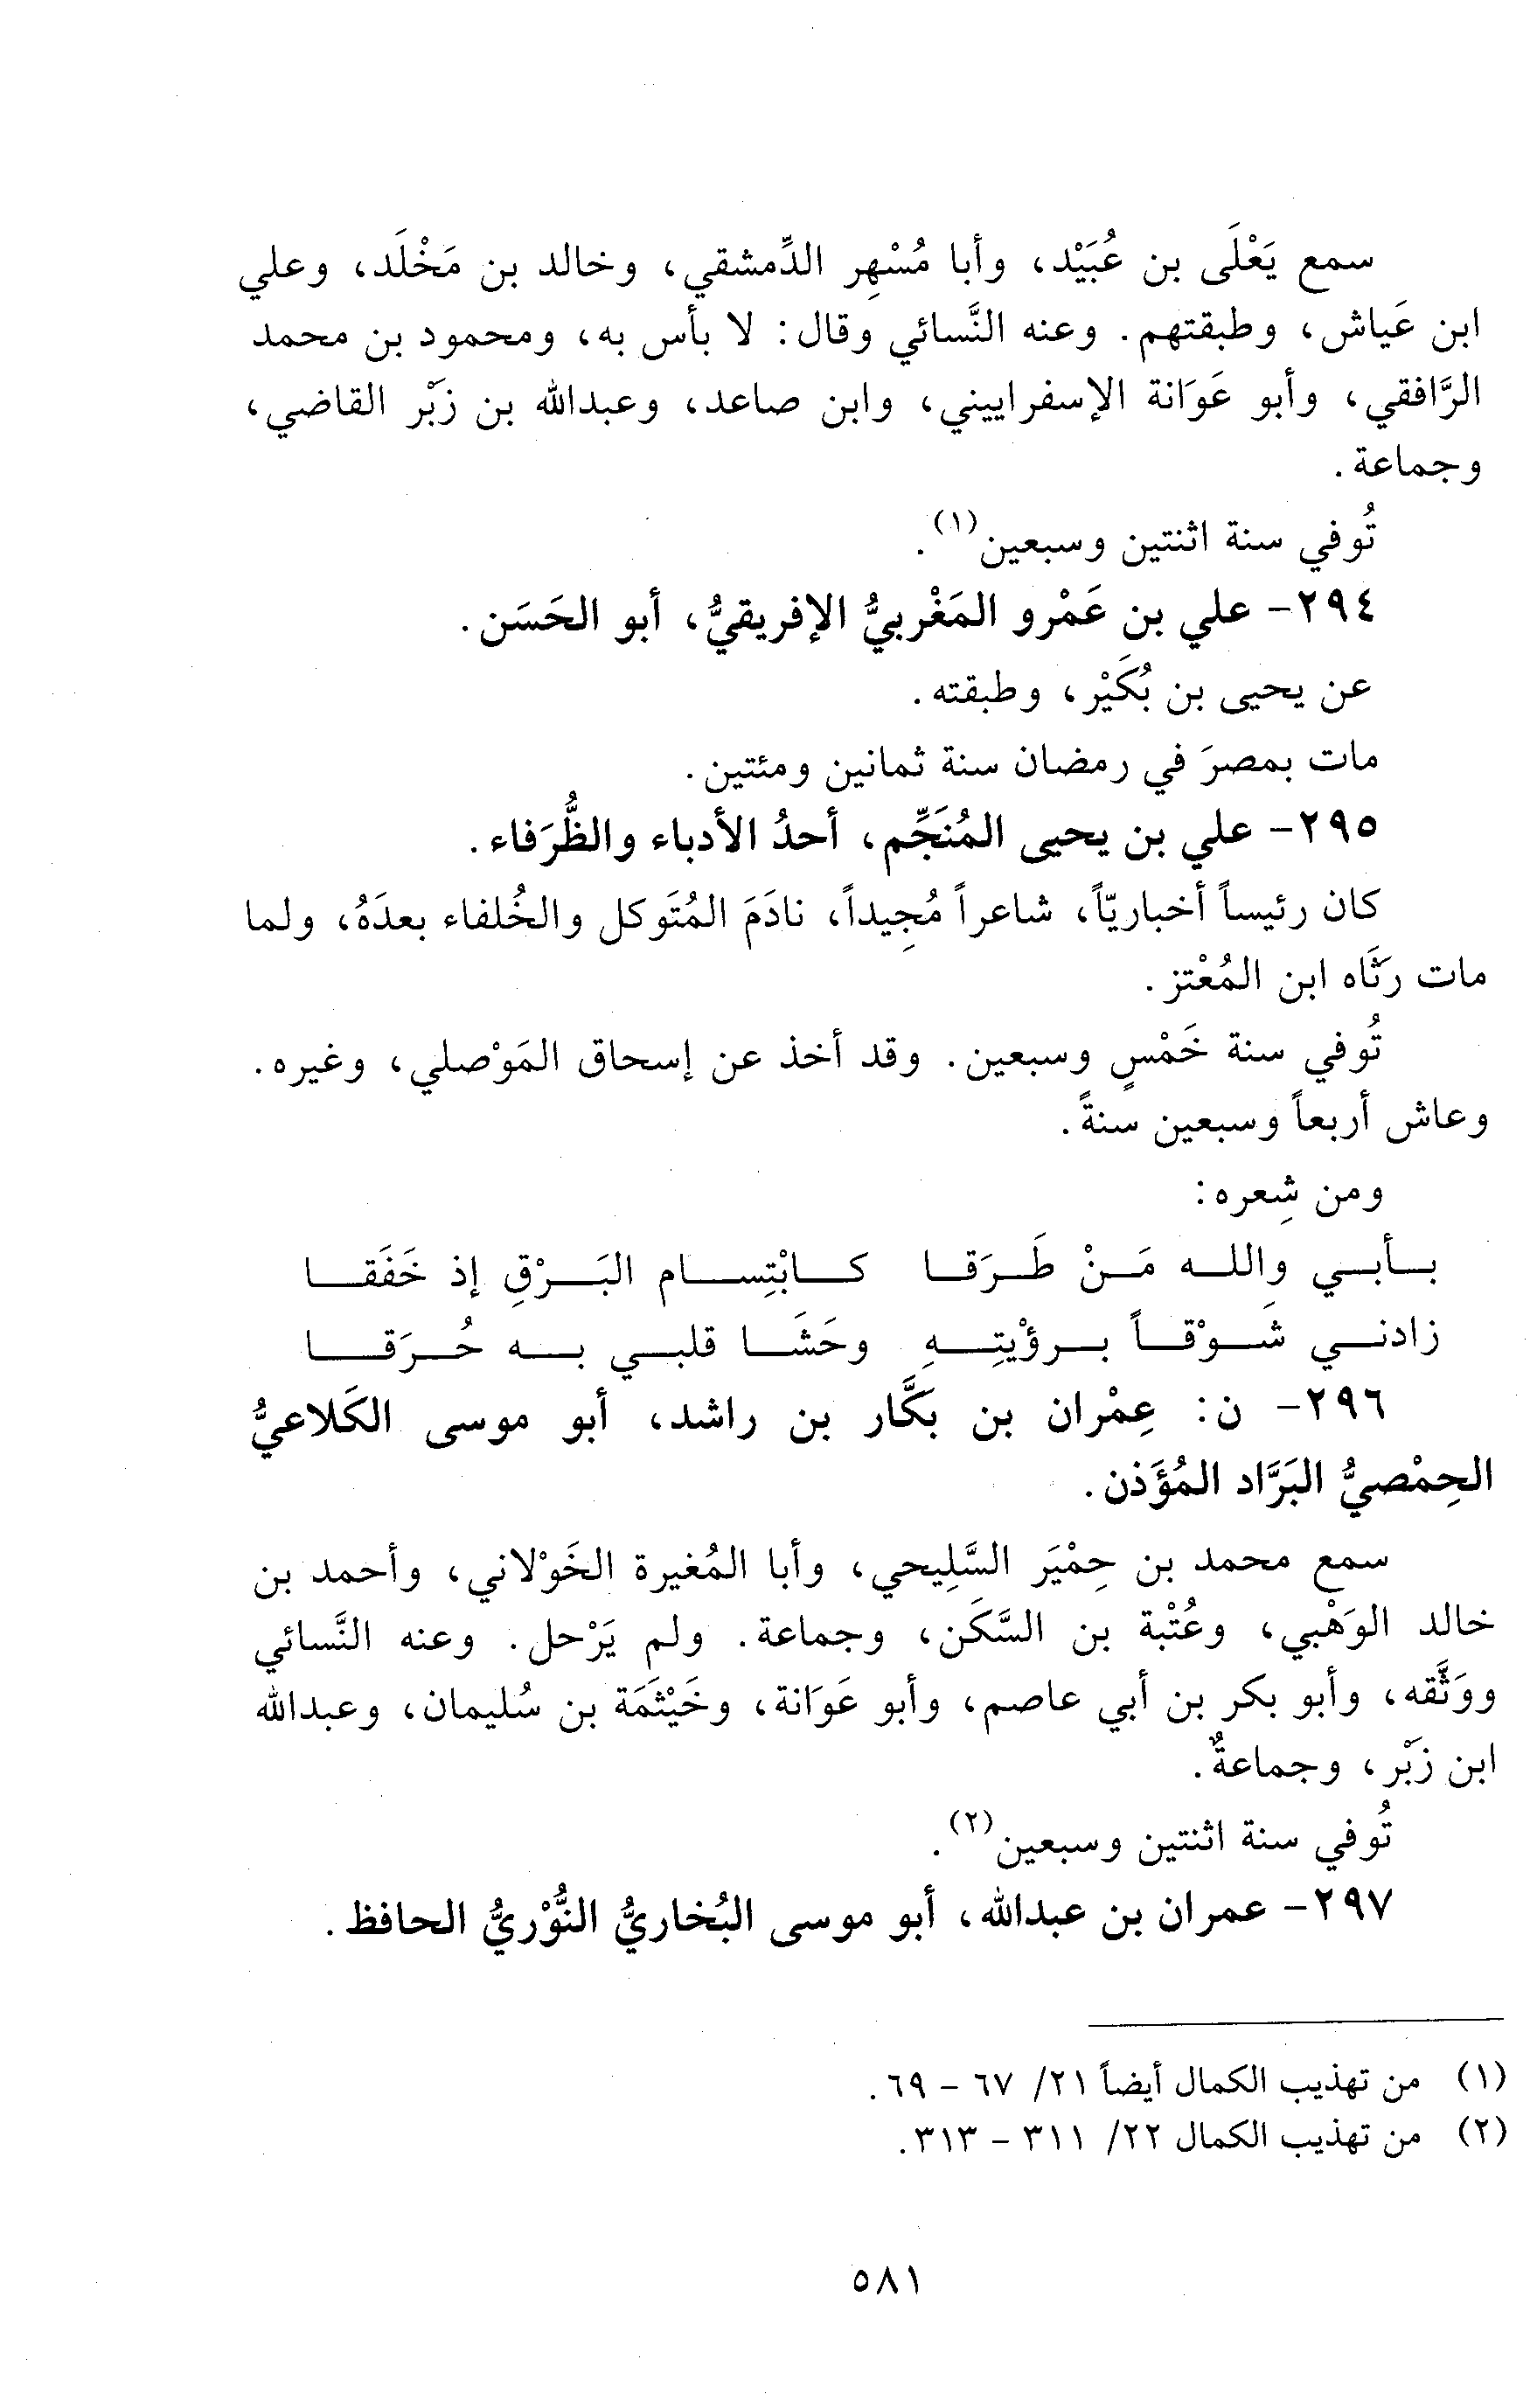 سمع يَعْلَى بن عُبَيْد، وأبا مُسْهِر الدِّمشقي، وخالد بن مَخْلَد، وعلي
ابن عَياش، وطبقتهم. وعنه النَّسائي وقال: لا بأس به، ومحمود بن محمد
الرَّافقي، وأبو عَوَانة الإسفراييني، وابن صاعد، وعبدالله بن زَبْر القاضي،
وجماعة.
تُوفي سنة اثنتين وسبعين(١).
٢٩٤- علي بن عَمْرو المَغْربيُّ الإفريقيُّ، أبو الحَسَن.
عن يحيى بن بُكَيْر، وطبقته.
مات بمصرَ في رمضان سنة ثمانين ومئتين.
٢٩٥- علي بن يحيى المُنَجِّم، أحدُ الأدباء والظُّرَفاء.
كان رئيساً أخباريّاً، شاعراً مُجِيداً، نادَمَ المُتَوكل والخُلفاء بعدَهُ، ولما
مات رَثَاه ابن المُعْتز.
تُوفي سنة خَمْسٍ وسبعين. وقد أخذ عن إسحاق المَوْصلي، وغيره.
وعاش أربعاً وسبعين سنةً.
ومن شِعره:
بـأبـي واللـه مَـنْ طَـرَقـا كـابْتِسـام البَـرْقِ إذ خَفَقـا
زادنـي شَـوْقـاً بـرؤْيتِـهِ وحَشَـا قلبـي بـه حُـرَقـا
٢٩٦- ن: عِمْران بن بكَّار بن راشد، أبو موسى الكَلاعيُّ
الحِمْصيُّ البَرَّاد المُؤَذن.
سمع محمد بن حِمْيَر السَّلِيحي، وأبا المُغيرة الخَوْلاني، وأحمد بن
خالد الوَهْبي، وعُتْبة بن السَّكَن، وجماعة. ولم يَرْحل. وعنه النَّسائي
ووَثَّقه، وأبو بكر بن أبي عاصم، وأبو عَوَانة، وخَيْثَمَة بن سُليمان، وعبدالله
ابن زَبْر، وجماعةٌ.
تُوفي سنة اثنتين وسبعين(٢).
٢٩٧- عمران بن عبدالله، أبو موسى البُخاريُّ النُّوْريُّ الحافظ.
(١) من تهذيب الكمال أيضاً ٢١/ ٦٧ - ٦٩.
(٢) من تهذيب الكمال ٢٢/ ٣١١ - ٣١٣.
٥٨١